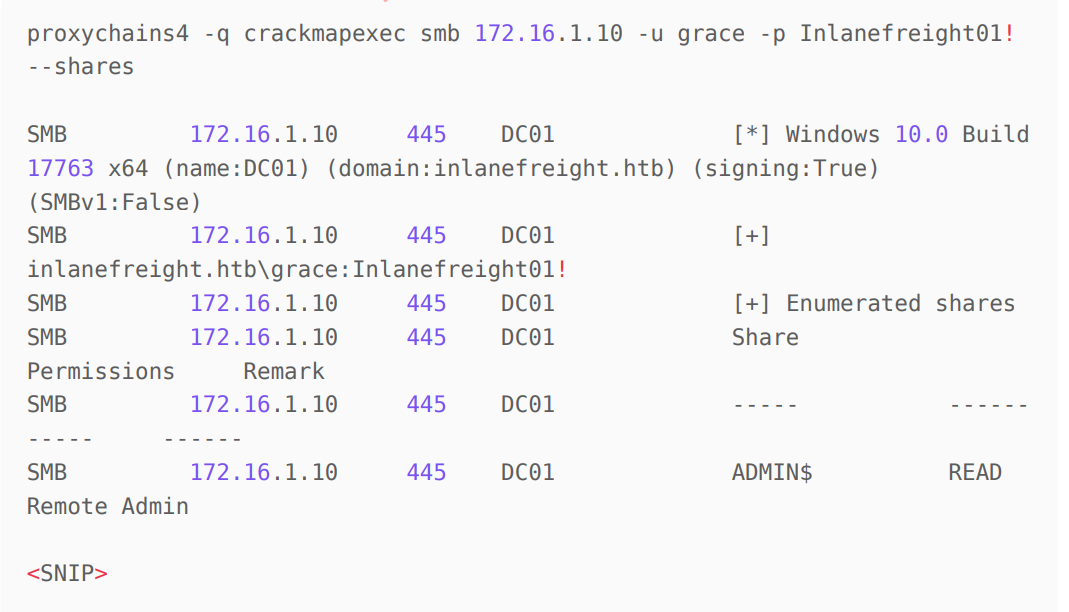 proxychains4 -q crackmapexec smb 172.16.1.10 -u grace -p Inlanefreight01!
--shares
SMB         172.16.1.10     445    DC01             [*] Windows 10.0 Build
17763 x64 (name:DC01) (domain:inlanefreight.htb) (signing:True)
(SMBv1:False)
SMB         172.16.1.10     445    DC01             [+]
inlanefreight.htb\grace:Inlanefreight01!
SMB         172.16.1.10     445    DC01             [+] Enumerated shares
SMB         172.16.1.10     445    DC01             Share
Permissions     Remark
SMB         172.16.1.10     445    DC01             -----           ------
-----     ------
SMB         172.16.1.10     445    DC01             ADMIN$          READ
Remote Admin
<SNIP>